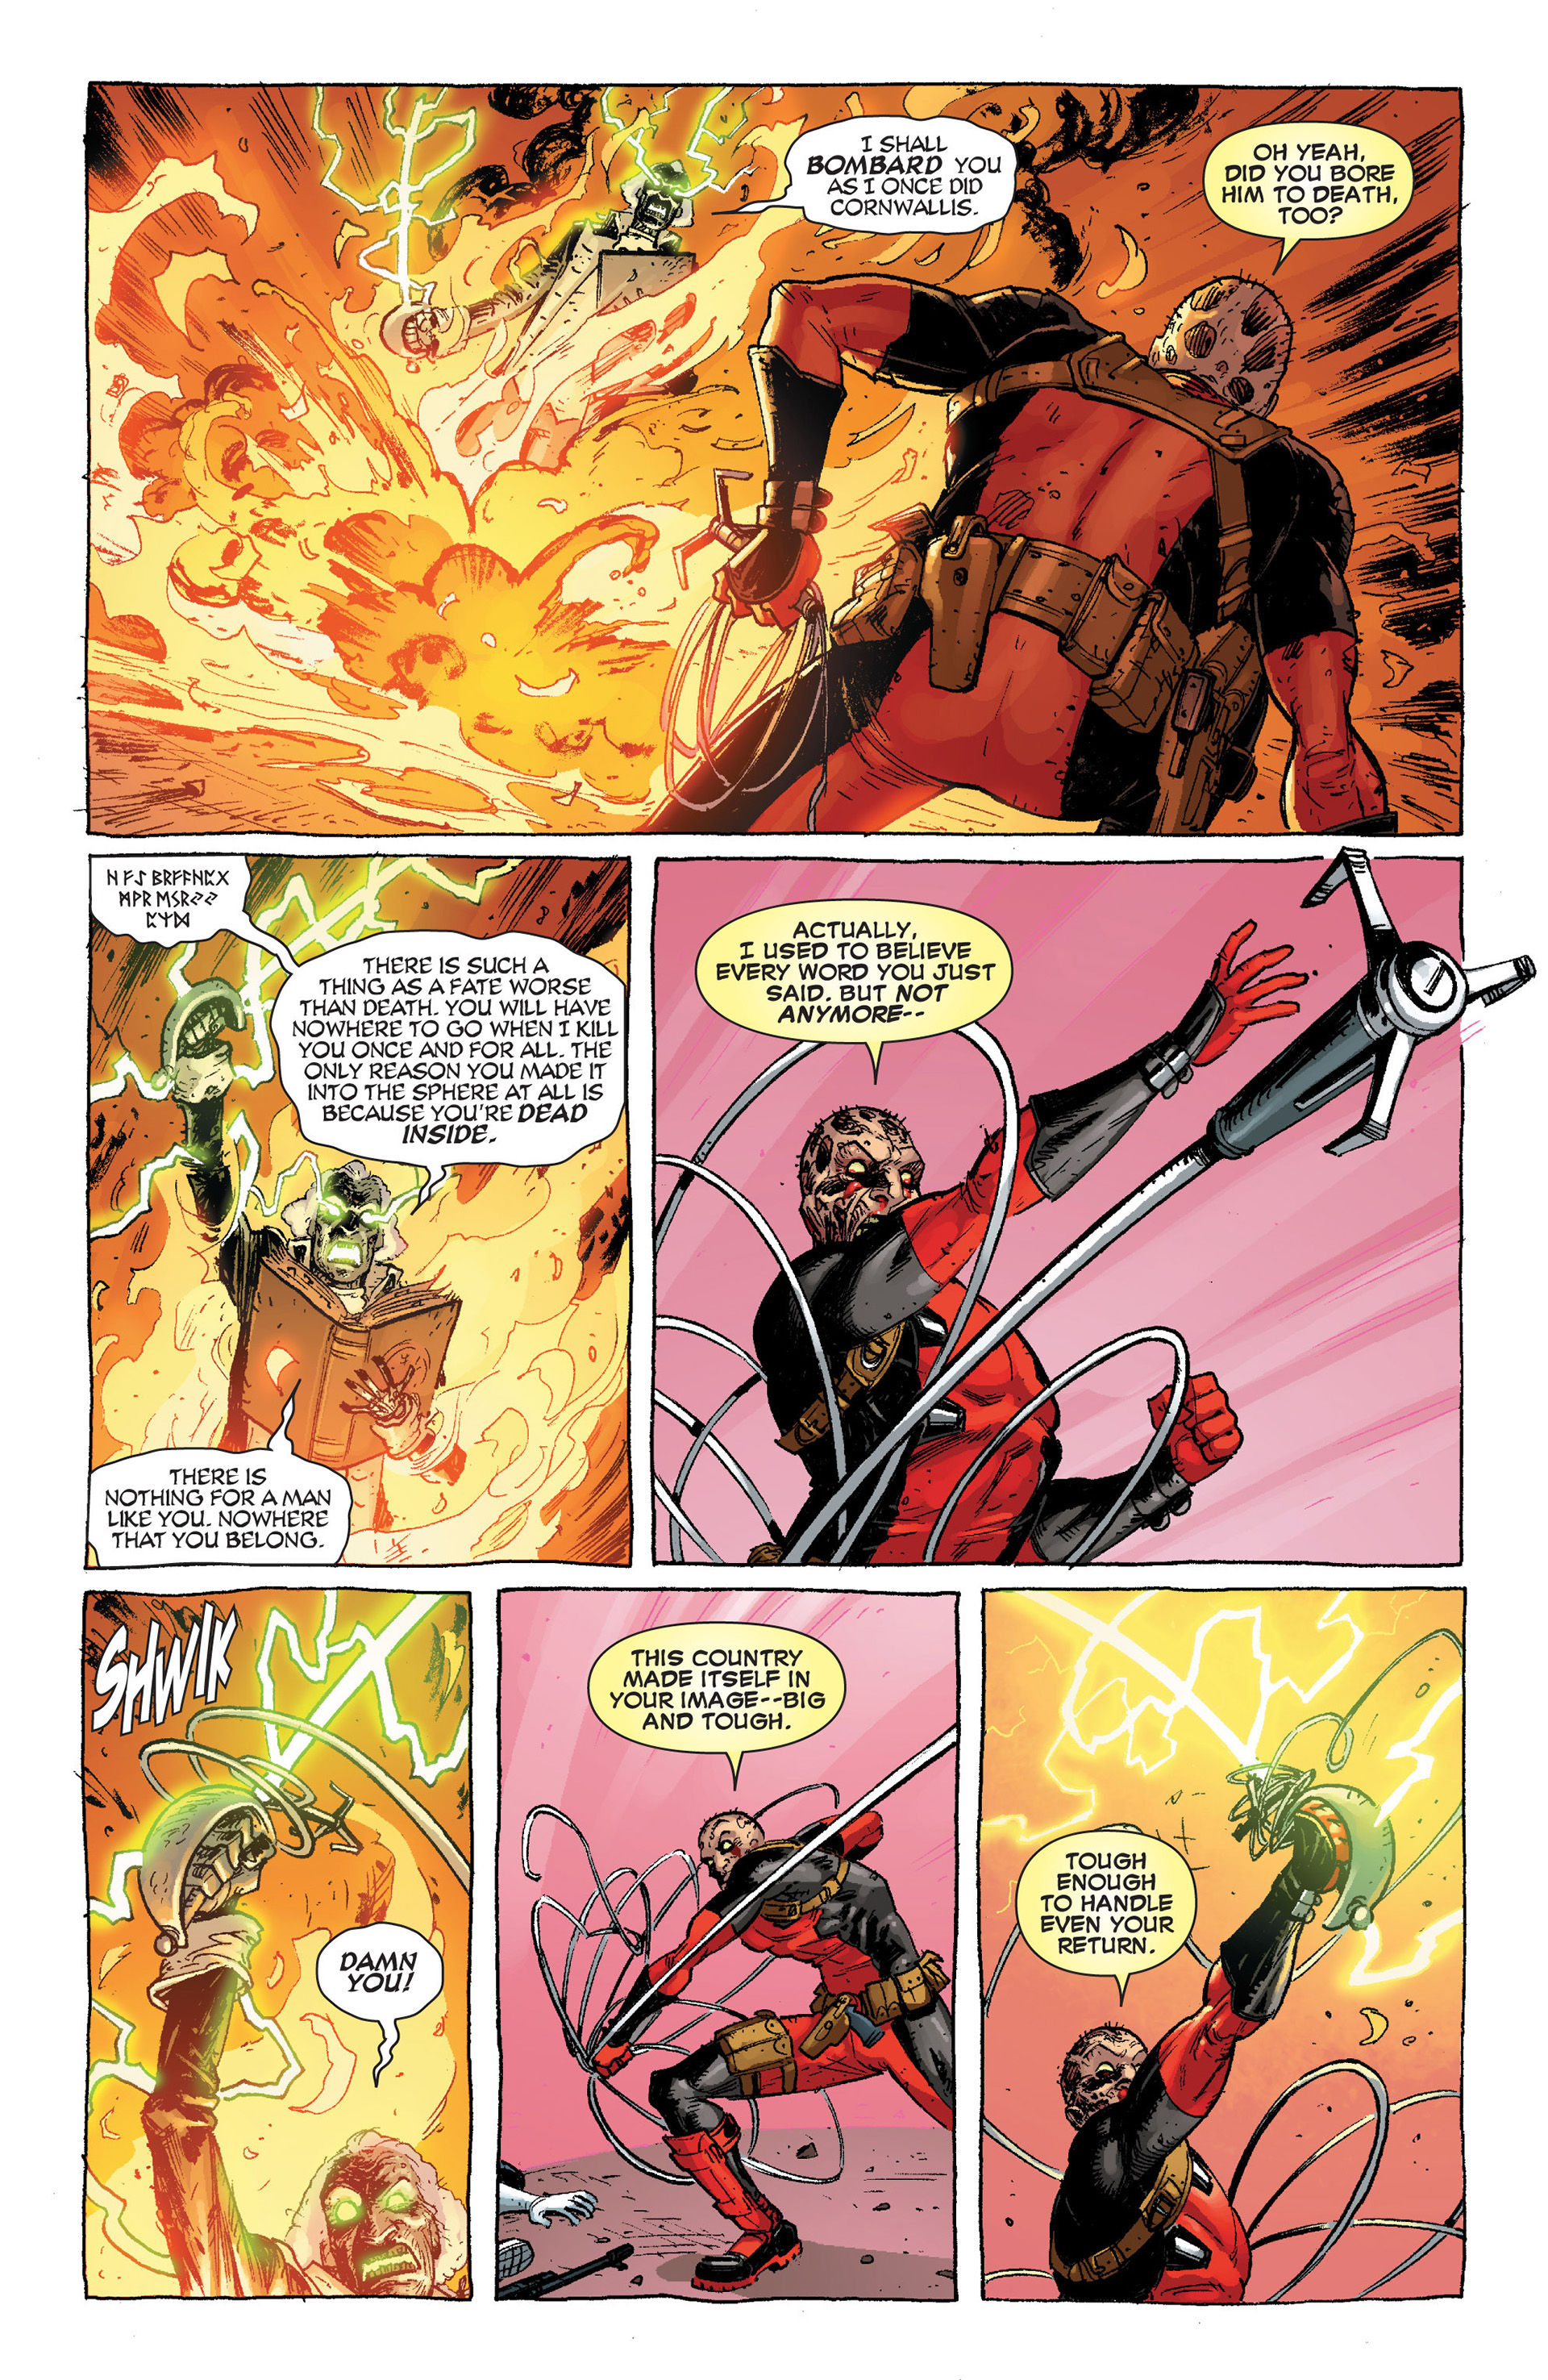 I SHALL
BOMBARD YOU
AS I ONCE DID
CORNWALLIS.
OH YEAH,
DID YOU BORE
HIM TO DEATH,
TOO?
THERE IS SUCH A
THING AS A FATE WORSE
THAN DEATH. YOU WILL HAVE
NOWHERE TO GO WHEN I KILL
YOU ONCE AND FOR ALL. THE
ONLY REASON YOU MADE IT
INTO THE SPHERE AT ALL IS
BECAUSE YOU'RE DEAD
INSIDE.
THERE IS
NOTHING FOR A MAN
LIKE YOU. NOWHERE
THAT YOU BELONG.
ACTUALLY,
I USED TO BELIEVE
EVERY WORD YOU JUST
SAID. BUT NOT
ANYMORE--
SHWIK
DAMN
YOU!
THIS COUNTRY
MADE ITSELF IN
YOUR IMAGE--BIG
AND TOUGH.
TOUGH
ENOUGH
TO HANDLE
EVEN YOUR
RETURN.